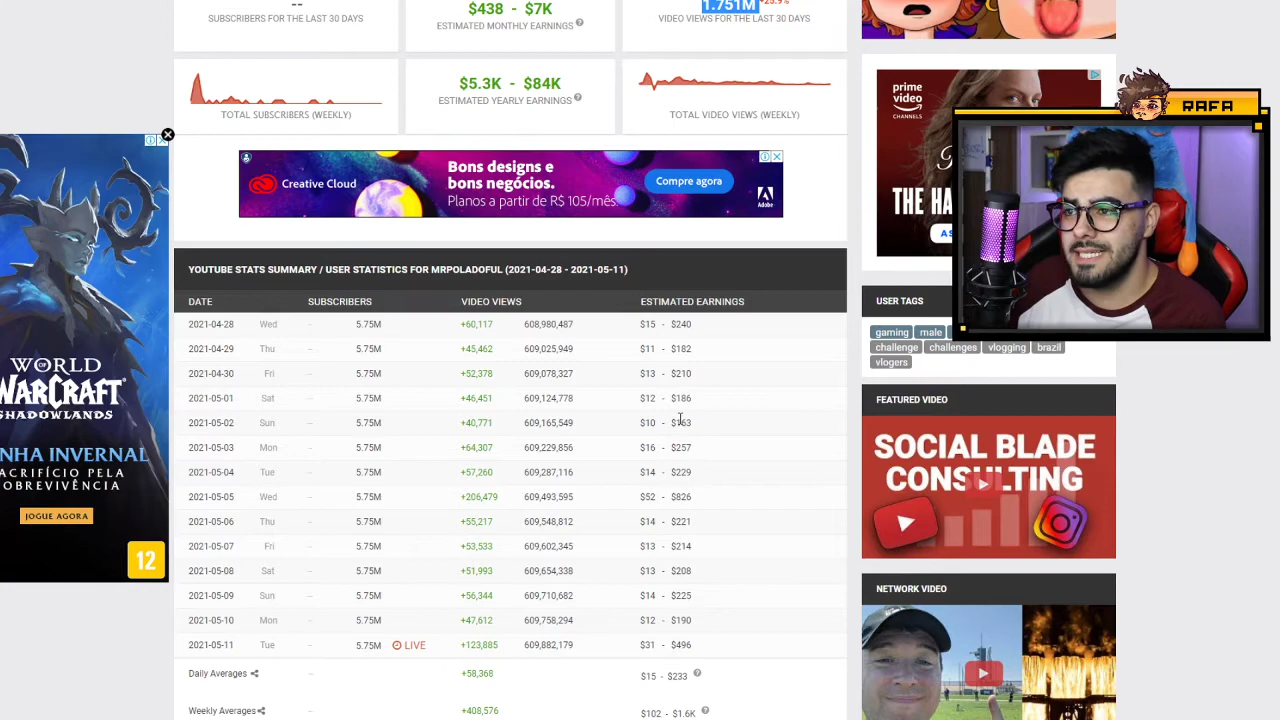 --
SUBSCRIBERS FOR THE LAST 30 DAYS
$438 - $7K
ESTIMATED MONTHLY EARNINGS
1.751M +25.9%
VIDEO VIEWS FOR THE LAST 30 DAYS
TOTAL SUBSCRIBERS (WEEKLY)
$5.3K - $84K
ESTIMATED YEARLY EARNINGS
TOTAL VIDEO VIEWS (WEEKLY)
Creative Cloud
Bons designs e
bons negócios.
Planos a partir de R$ 105/mês.
Compre agora
Adobe
prime video
CHANNELS
THE HA
AS
RAFA
WORLD
OF
WARCRAFT
SHADOWLANDS
NHA INVERNAL
ACRIFÍCIO PELA
OBREVIVÊNCIA
JOGUE AGORA
12
YOUTUBE STATS SUMMARY / USER STATISTICS FOR MRPOLADOFUL (2021-04-28 - 2021-05-11)
DATE SUBSCRIBERS VIDEO VIEWS ESTIMATED EARNINGS
2021-04-28 Wed -- 5.75M +60,117 608,980,487 $15 - $240
2021-04-29 Thu -- 5.75M +45,462 609,025,949 $11 - $182
2021-04-30 Fri -- 5.75M +52,378 609,078,327 $13 - $210
2021-05-01 Sat -- 5.75M +46,451 609,124,778 $12 - $186
2021-05-02 Sun -- 5.75M +40,771 609,165,549 $10 - $163
2021-05-03 Mon -- 5.75M +64,307 609,229,856 $16 - $257
2021-05-04 Tue -- 5.75M +57,260 609,287,116 $14 - $229
2021-05-05 Wed -- 5.75M +206,479 609,493,595 $52 - $826
2021-05-06 Thu -- 5.75M +55,217 609,548,812 $14 - $221
2021-05-07 Fri -- 5.75M +53,533 609,602,345 $13 - $214
2021-05-08 Sat -- 5.75M +51,993 609,654,338 $13 - $208
2021-05-09 Sun -- 5.75M +56,344 609,710,682 $14 - $225
2021-05-10 Mon -- 5.75M +47,612 609,758,294 $12 - $190
2021-05-11 Tue 5.75M LIVE +123,885 609,882,179 $31 - $496
Daily Averages -- +58,368 $15 - $233
Weekly Averages -- +408,576 $102 - $1.6K
USER TAGS
gaming male
challenge challenges vlogging brazil
vlogers
FEATURED VIDEO
SOCIAL BLADE
CONSULTING
NETWORK VIDEO